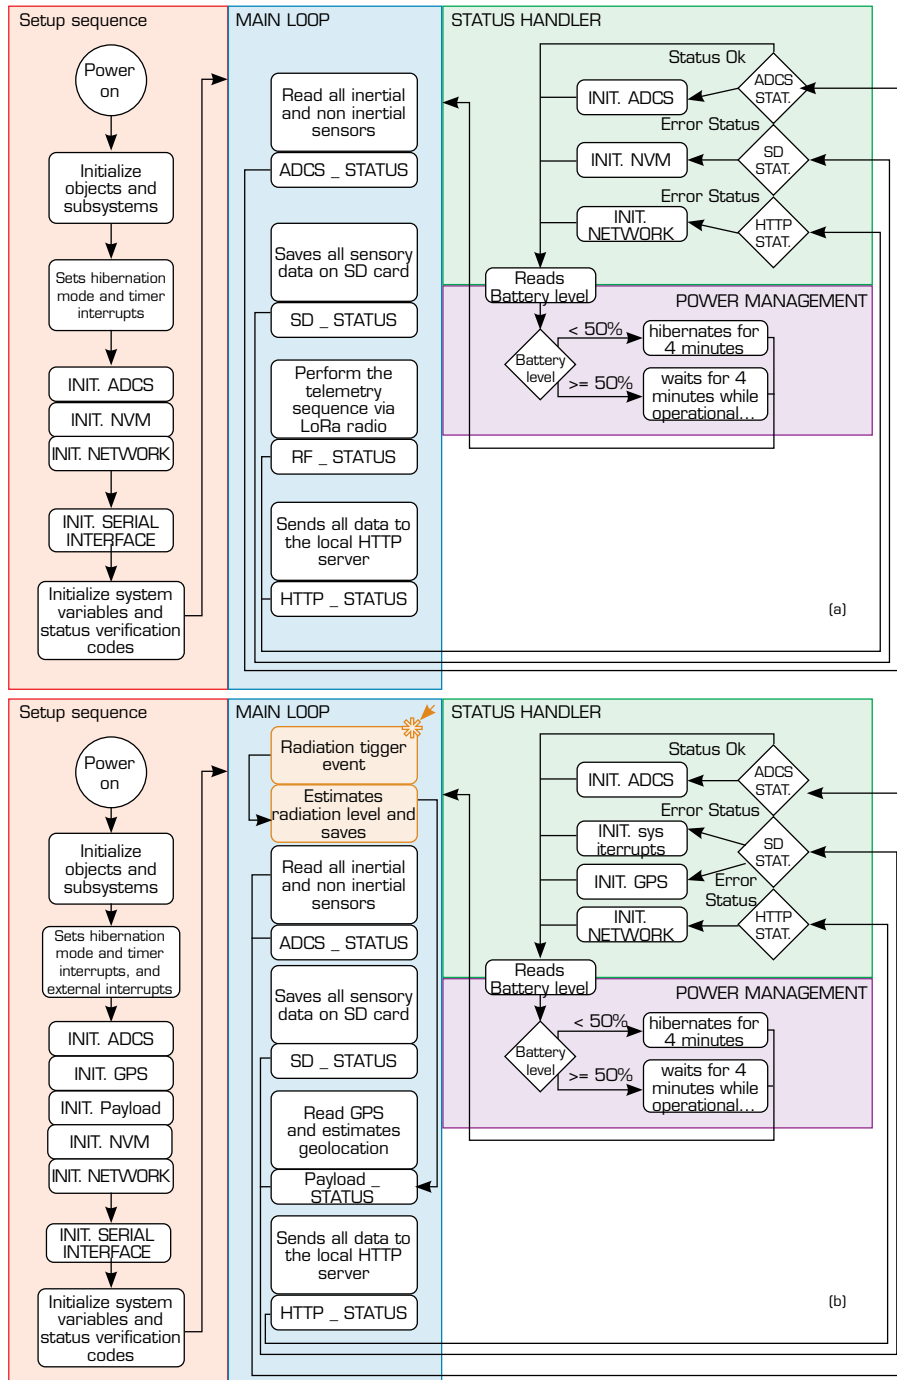 Setup sequence
Power
on
Initialize
objects and
subsystems
Sets hibernation
mode and timer
interrupts
INIT. ADCS
INIT. NVM
INIT. NETWORK
INIT. SERIAL
INTERFACE
Initialize system
variables and
status verification
codes
MAIN LOOP
Read all inertial
and non inertial
sensors
ADCS _ STATUS
Saves all sensory
data on SD card
SD _ STATUS
Perform the
telemetry
sequence via
LoRa radio
RF _ STATUS
Sends all data to
the local HTTP
server
HTTP _ STATUS
STATUS HANDLER
Status Ok
ADCS
STAT.
INIT. ADCS
Error Status
SD
STAT.
INIT. NVM
Error Status
HTTP
STAT.
INIT.
NETWORK
Reads
Battery level
POWER MANAGEMENT
< 50%
hibernates for
4 minutes
Battery
level
>= 50%
waits for 4
minutes while
operational...
(a)
Setup sequence
Power
on
Initialize
objects and
subsystems
Sets hibernation
mode and timer
interrupts, and
external interrupts
INIT. ADCS
INIT. GPS
INIT. Payload
INIT. NVM
INIT. NETWORK
INIT. SERIAL
INTERFACE
Initialize system
variables and
status verification
codes
MAIN LOOP
Radiation tigger
event
Estimates
radiation level and
saves
Read all inertial
and non inertial
sensors
ADCS _ STATUS
Saves all sensory
data on SD card
SD _ STATUS
Read GPS
and estimates
geolocation
Payload _
STATUS
Sends all data to
the local HTTP
server
HTTP _ STATUS
STATUS HANDLER
Status Ok
ADCS
STAT.
INIT. ADCS
Error Status
INIT. sys
iterrupts
SD
STAT.
INIT. GPS
Error
Status
HTTP
STAT.
INIT.
NETWORK
Reads
Battery level
POWER MANAGEMENT
< 50%
hibernates for
4 minutes
Battery
level
>= 50%
waits for 4
minutes while
operational...
(b)